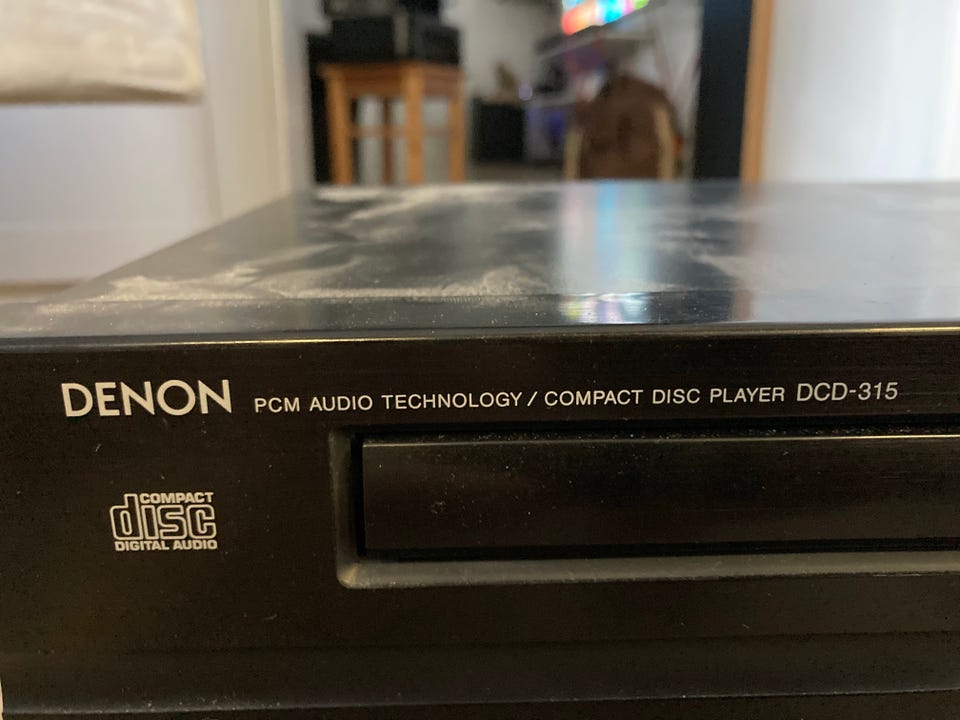 DENON PCM AUDIO TECHNOLOGY / COMPACT DISC PLAYER DCD-315
COMPACT
disc
DIGITAL AUDIO